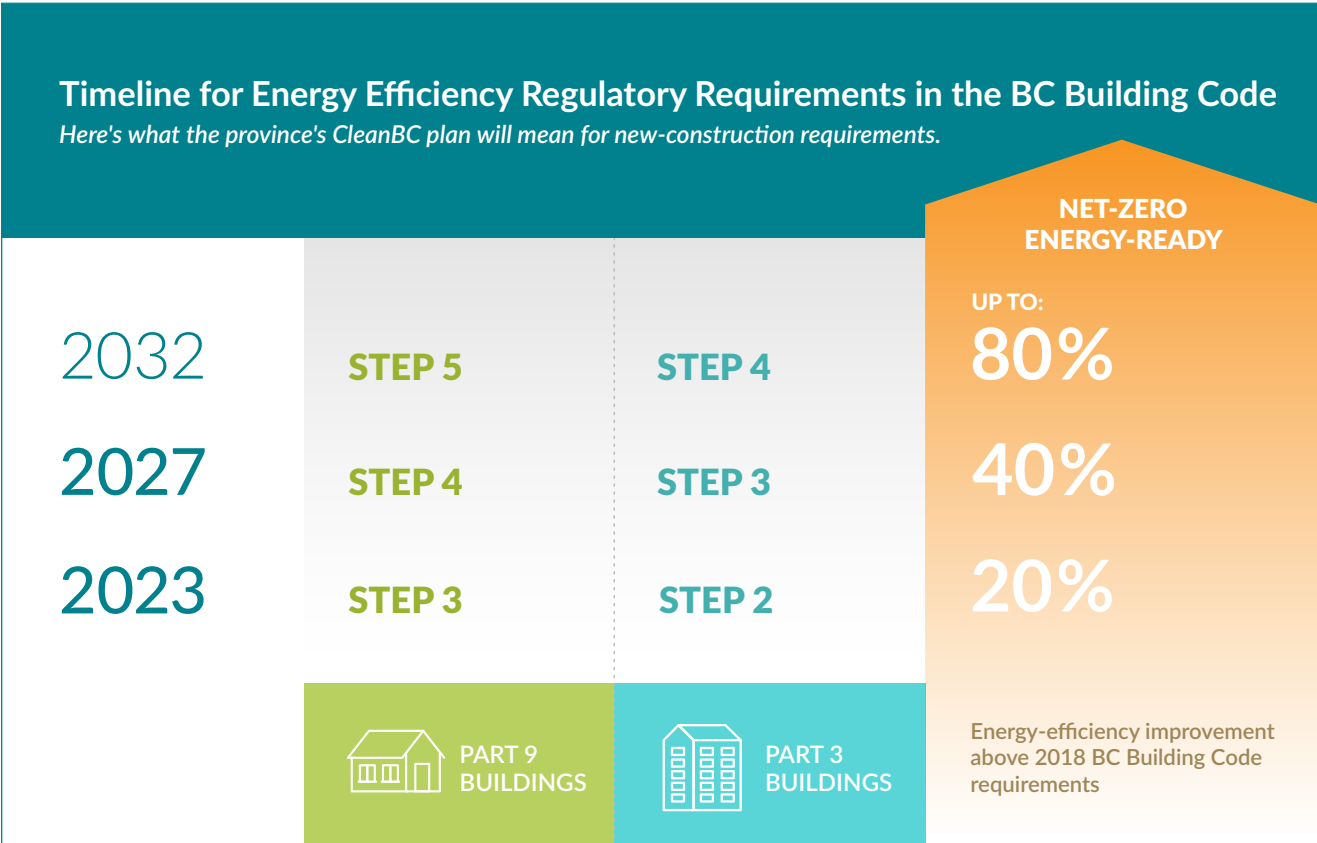 Timeline for Energy Efficiency Regulatory Requirements in the BC Building Code
Here's what the province's CleanBC plan will mean for new-construction requirements.
NET-ZERO
ENERGY-READY
UP TO:
2032 STEP 5 STEP 4 80%
2027 STEP 4 STEP 3 40%
2023 STEP 3 STEP 2 20%
PART 9
BUILDINGS
PART 3
BUILDINGS
Energy-efficiency improvement
above 2018 BC Building Code
requirements